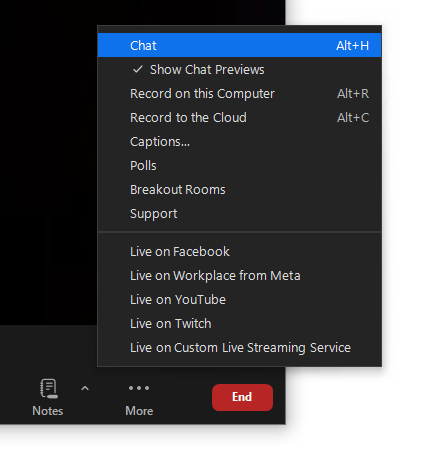 Chat Alt+H
Show Chat Previews
Record on this Computer Alt+R
Record to the Cloud Alt+C
Captions...
Polls
Breakout Rooms
Support
Live on Facebook
Live on Workplace from Meta
Live on YouTube
Live on Twitch
Live on Custom Live Streaming Service
Notes More End